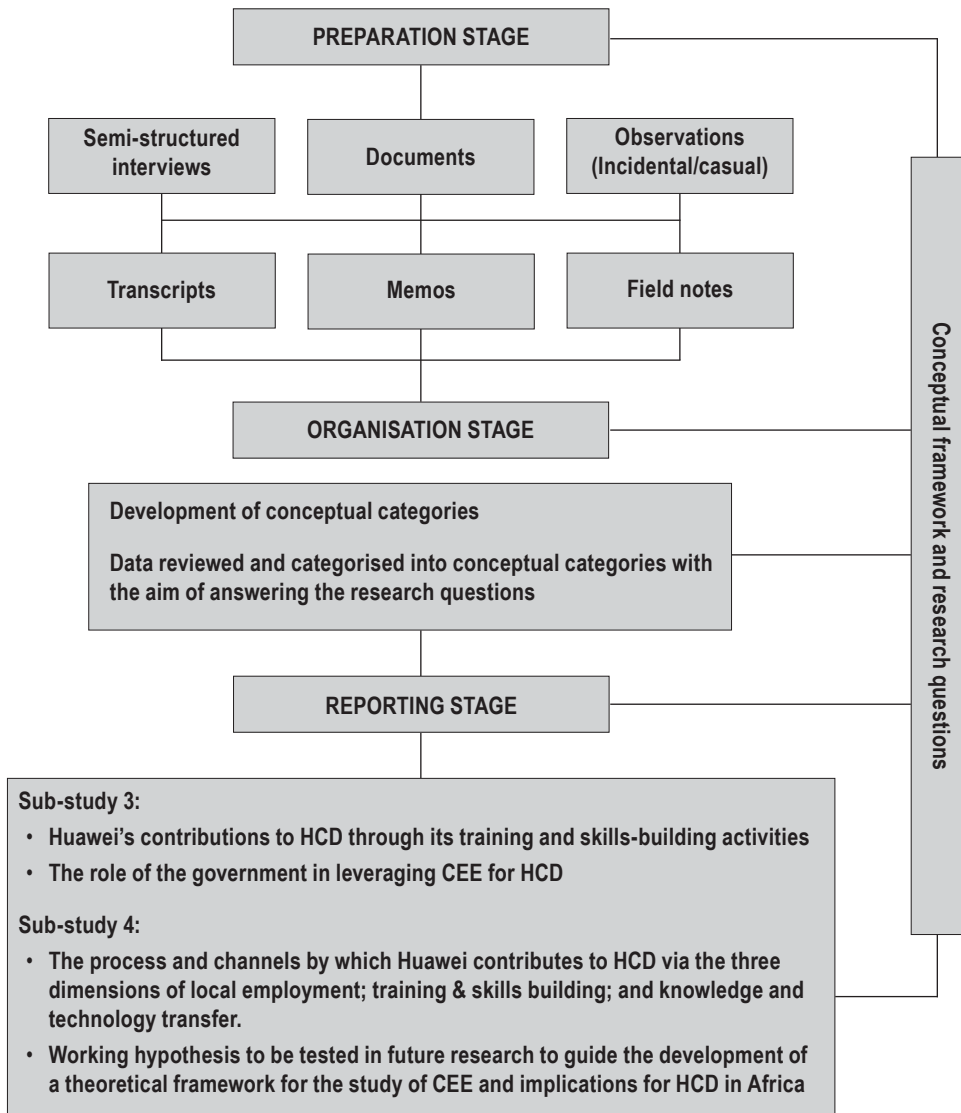 PREPARATION STAGE
Semi-structured
interviews
Documents
Observations
(Incidental/casual)
Transcripts
Memos
Field notes
ORGANISATION STAGE
Development of conceptual categories
Data reviewed and categorised into conceptual categories with
the aim of answering the research questions
REPORTING STAGE
Sub-study 3:
• Huawei’s contributions to HCD through its training and skills-building activities
• The role of the government in leveraging CEE for HCD
Sub-study 4:
• The process and channels by which Huawei contributes to HCD via the three
dimensions of local employment; training & skills building; and knowledge and
technology transfer.
• Working hypothesis to be tested in future research to guide the development of
a theoretical framework for the study of CEE and implications for HCD in Africa
Conceptual framework and research questions